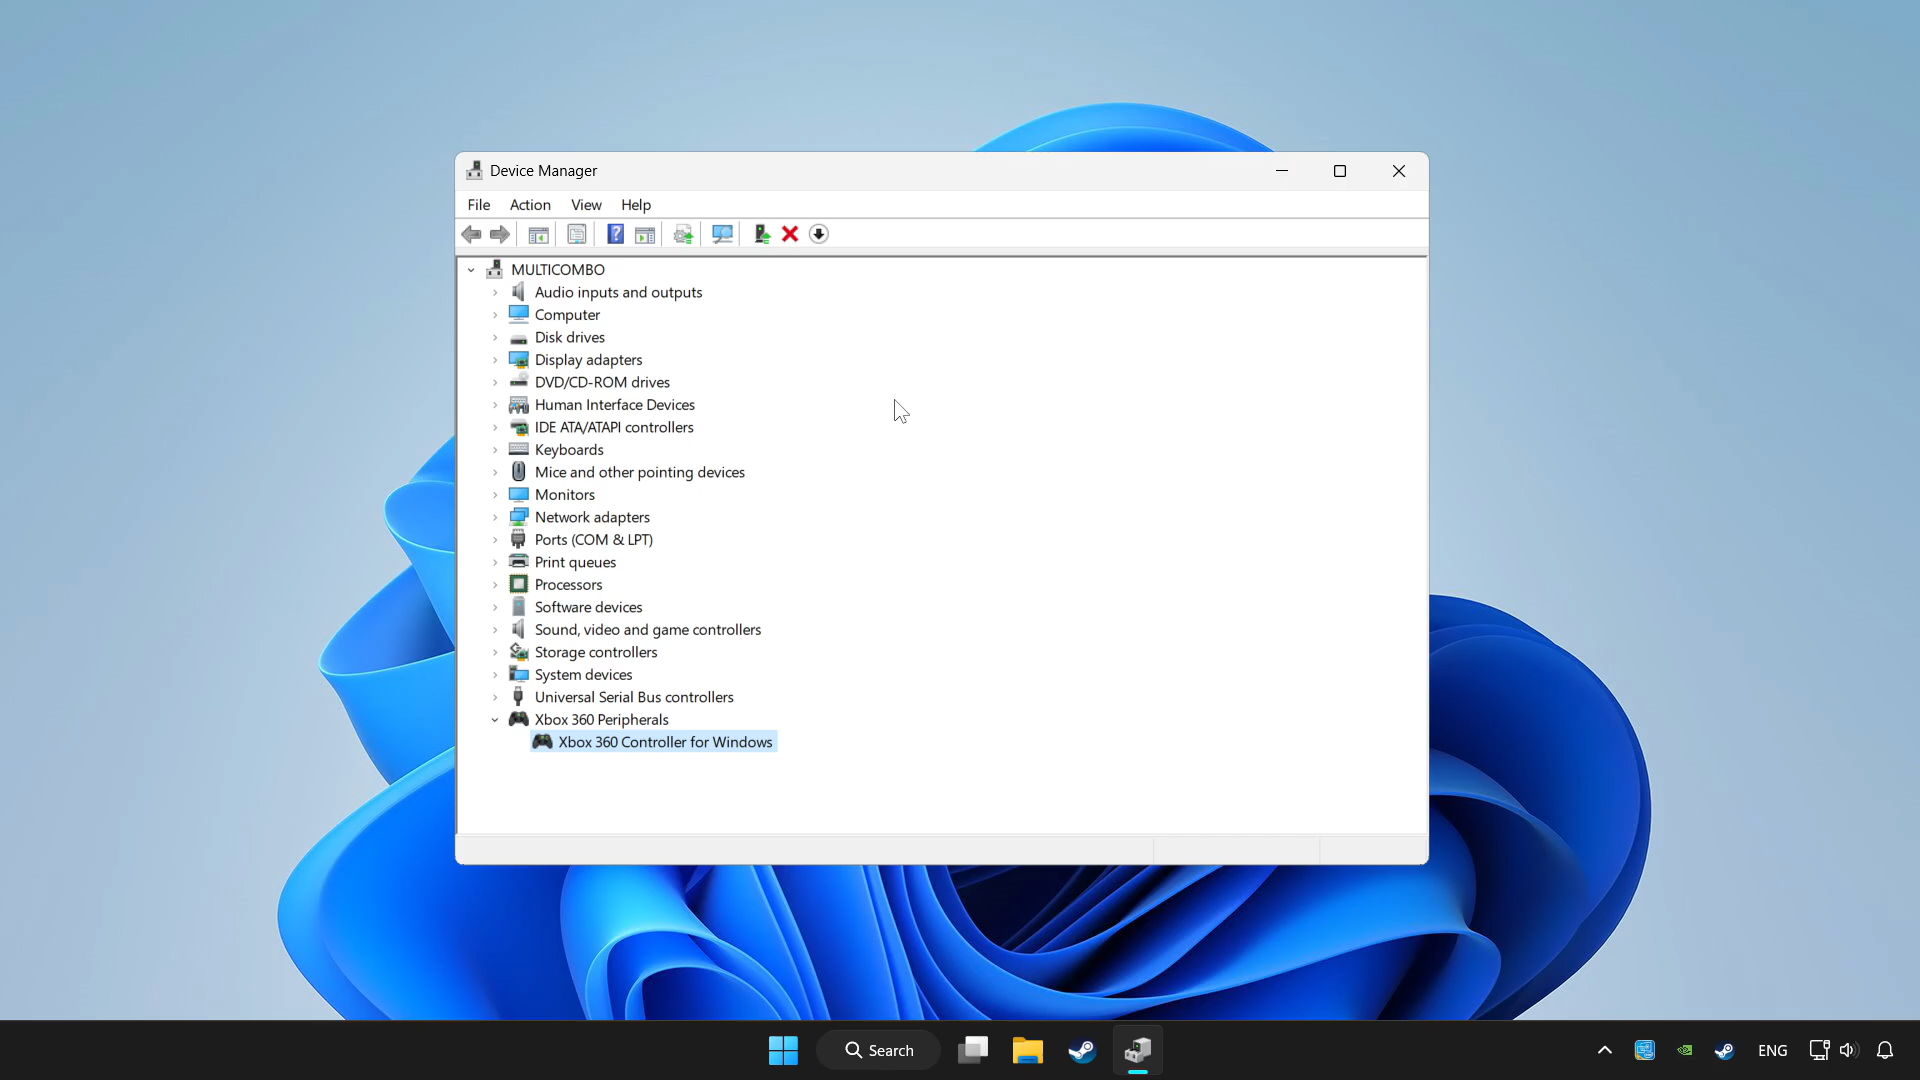 Device Manager
File Action View Help
MULTICOMBO
Audio inputs and outputs
Computer
Disk drives
Display adapters
DVD/CD-ROM drives
Human Interface Devices
IDE ATA/ATAPI controllers
Keyboards
Mice and other pointing devices
Monitors
Network adapters
Ports (COM & LPT)
Print queues
Processors
Software devices
Sound, video and game controllers
Storage controllers
System devices
Universal Serial Bus controllers
Xbox 360 Peripherals
Xbox 360 Controller for Windows
Search ENG